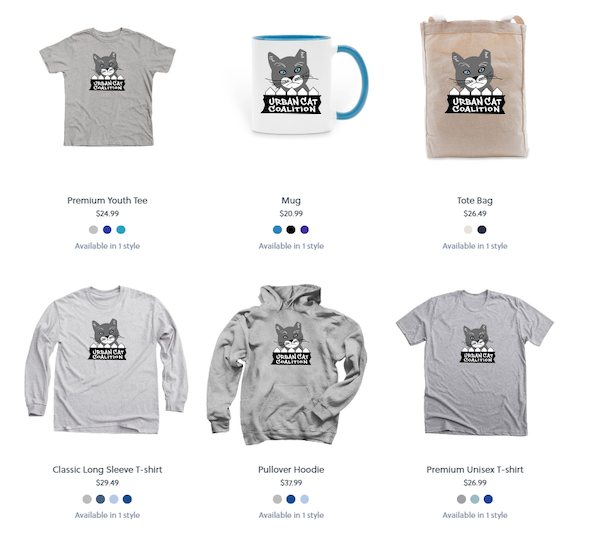 URBAN CAT
COALITION
URBAN CAT
COALITION
URBAN CAT
COALITION
Premium Youth Tee
$24.99
Available in 1 style
Mug
$20.99
Available in 1 style
Tote Bag
$26.49
Available in 1 style
URBAN CAT
COALITION
URBAN CAT
COALITION
URBAN CAT
COALITION
Classic Long Sleeve T-shirt
$29.49
Available in 1 style
Pullover Hoodie
$37.99
Available in 1 style
Premium Unisex T-shirt
$26.99
Available in 1 style